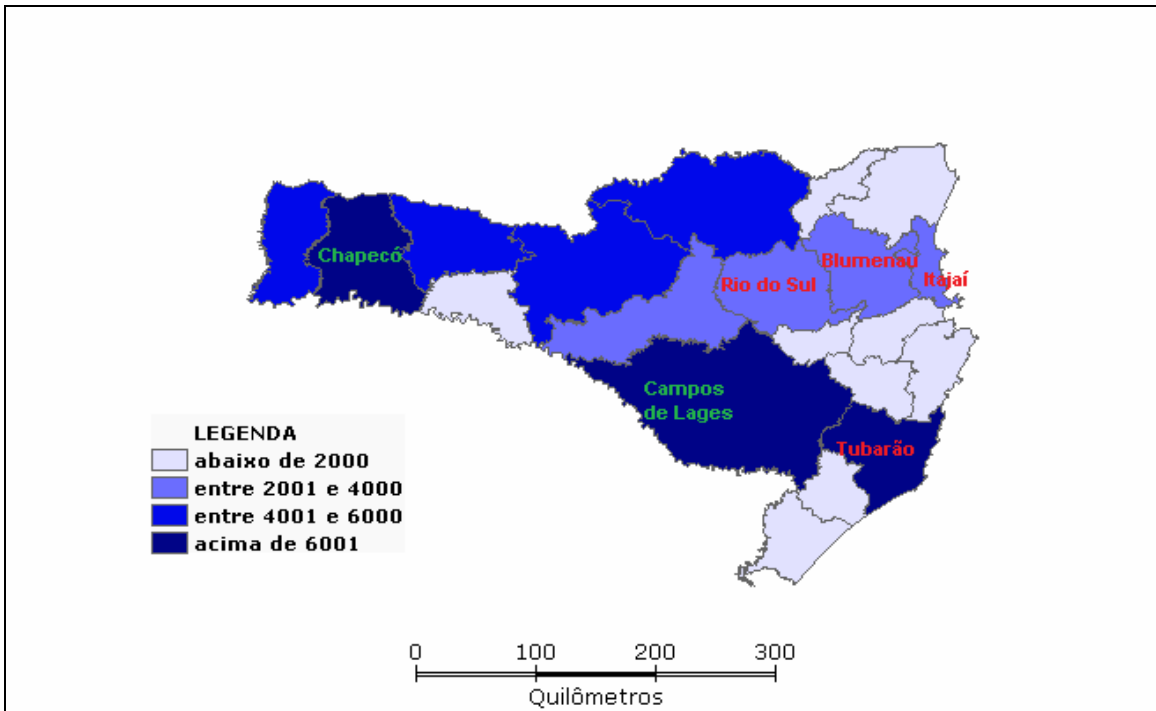 Chapecó
Blumenau
Rio do Sul
Itajaí
Campos
de Lages
Tubarão
LEGENDA
abaixo de 2000
entre 2001 e 4000
entre 4001 e 6000
acima de 6001
0 100 200 300
Quilômetros